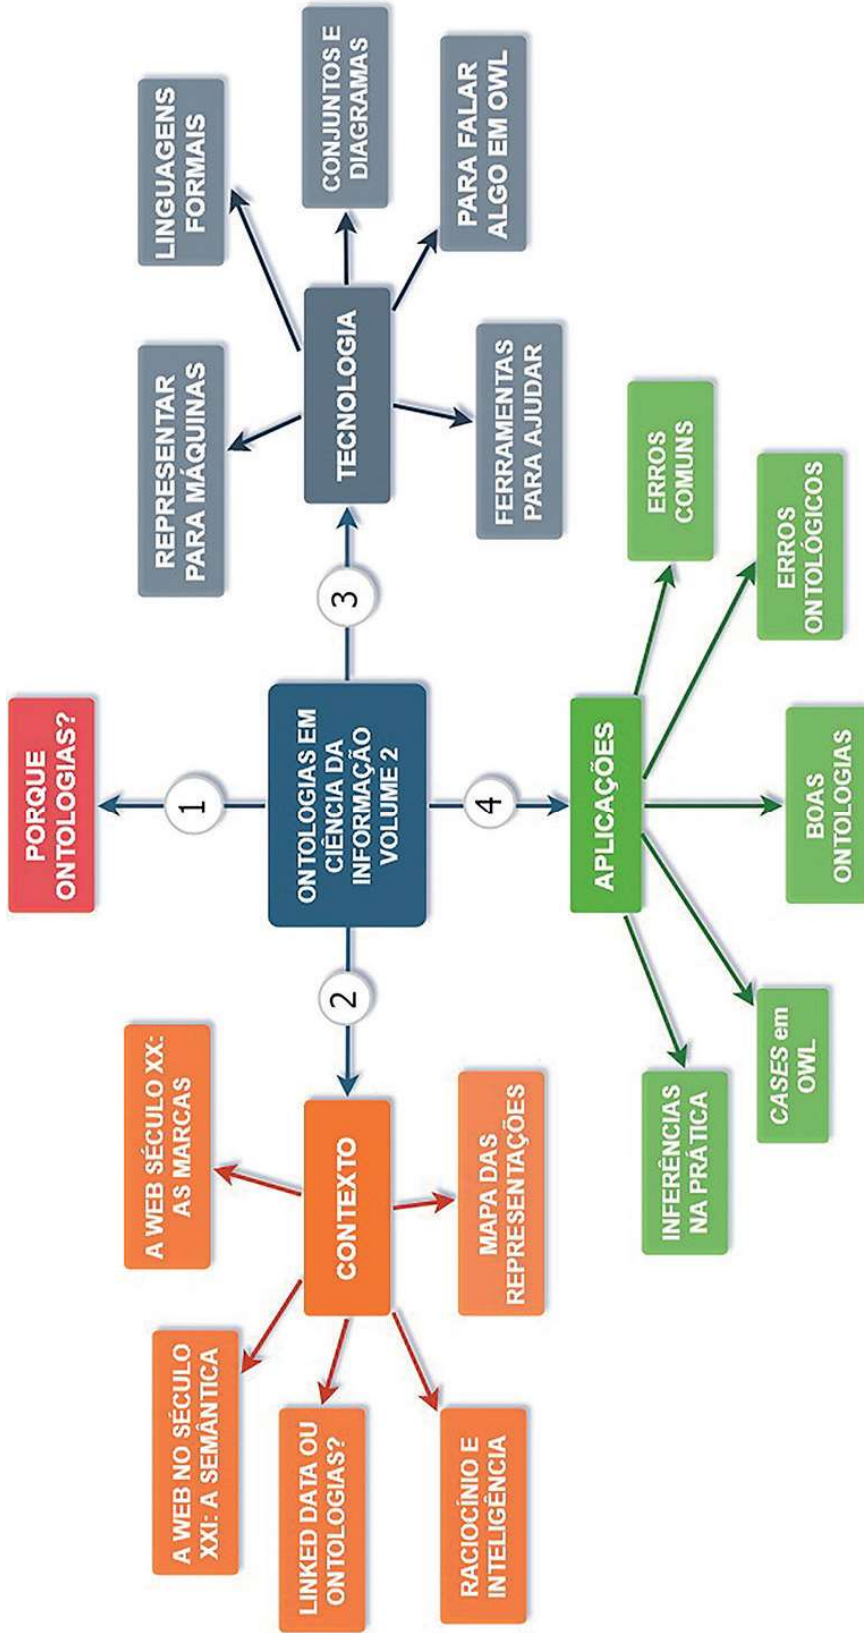 PORQUE
ONTOLOGIAS?
1
ONTOLOGIAS EM
CIÊNCIA DA
INFORMAÇÃO
VOLUME 2
2
CONTEXTO
A WEB SÉCULO XX:
AS MARCAS
A WEB NO SÉCULO
XXI: A SEMÂNTICA
LINKED DATA OU
ONTOLOGIAS?
RACIOCÍNIO E
INTELIGÊNCIA
MAPA DAS
REPRESENTAÇÕES
3
TECNOLOGIA
REPRESENTAR
PARA MÁQUINAS
LINGUAGENS
FORMAIS
CONJUNTOS E
DIAGRAMAS
PARA FALAR
ALGO EM OWL
FERRAMENTAS
PARA AJUDAR
4
APLICAÇÕES
INFERÊNCIAS
NA PRÁTICA
CASES em
OWL
BOAS
ONTOLOGIAS
ERROS
ONTOLÓGICOS
ERROS
COMUNS